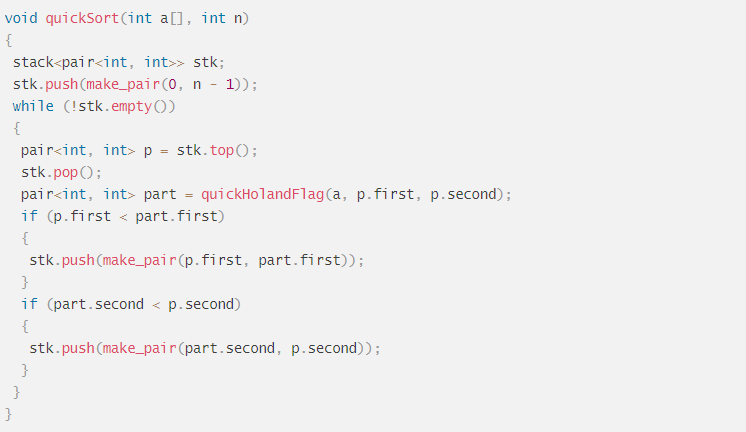 void quickSort(int a[], int n)
{
 stack<pair<int, int>> stk;
 stk.push(make_pair(0, n - 1));
 while (!stk.empty())
 {
  pair<int, int> p = stk.top();
  stk.pop();
  pair<int, int> part = quickHolandFlag(a, p.first, p.second);
  if (p.first < part.first)
  {
   stk.push(make_pair(p.first, part.first));
  }
  if (part.second < p.second)
  {
   stk.push(make_pair(part.second, p.second));
  }
 }
}